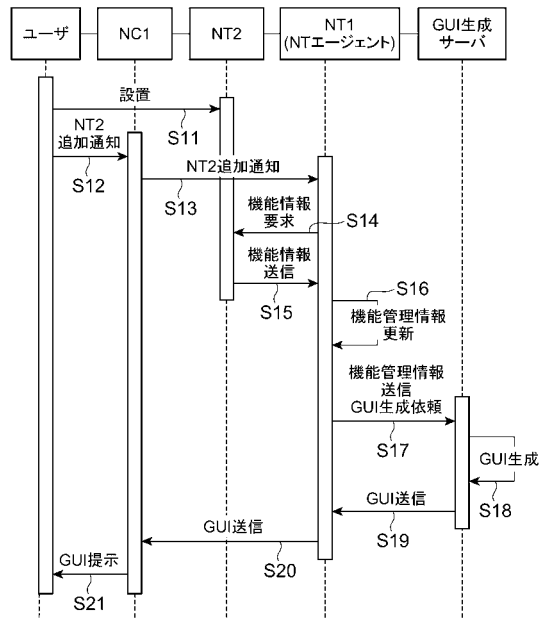 ユーザ
NC1
NT2
NT1
(NTエージェント)
GUI生成
サーバ
設置
S11
NT2
追加通知
S12
NT2追加通知
S13
機能情報
要求
S14
機能情報
送信
S15
S16
機能管理情報
更新
機能管理情報
送信
GUI生成依頼
S17
GUI生成
S18
GUI送信
S19
GUI送信
S20
GUI提示
S21